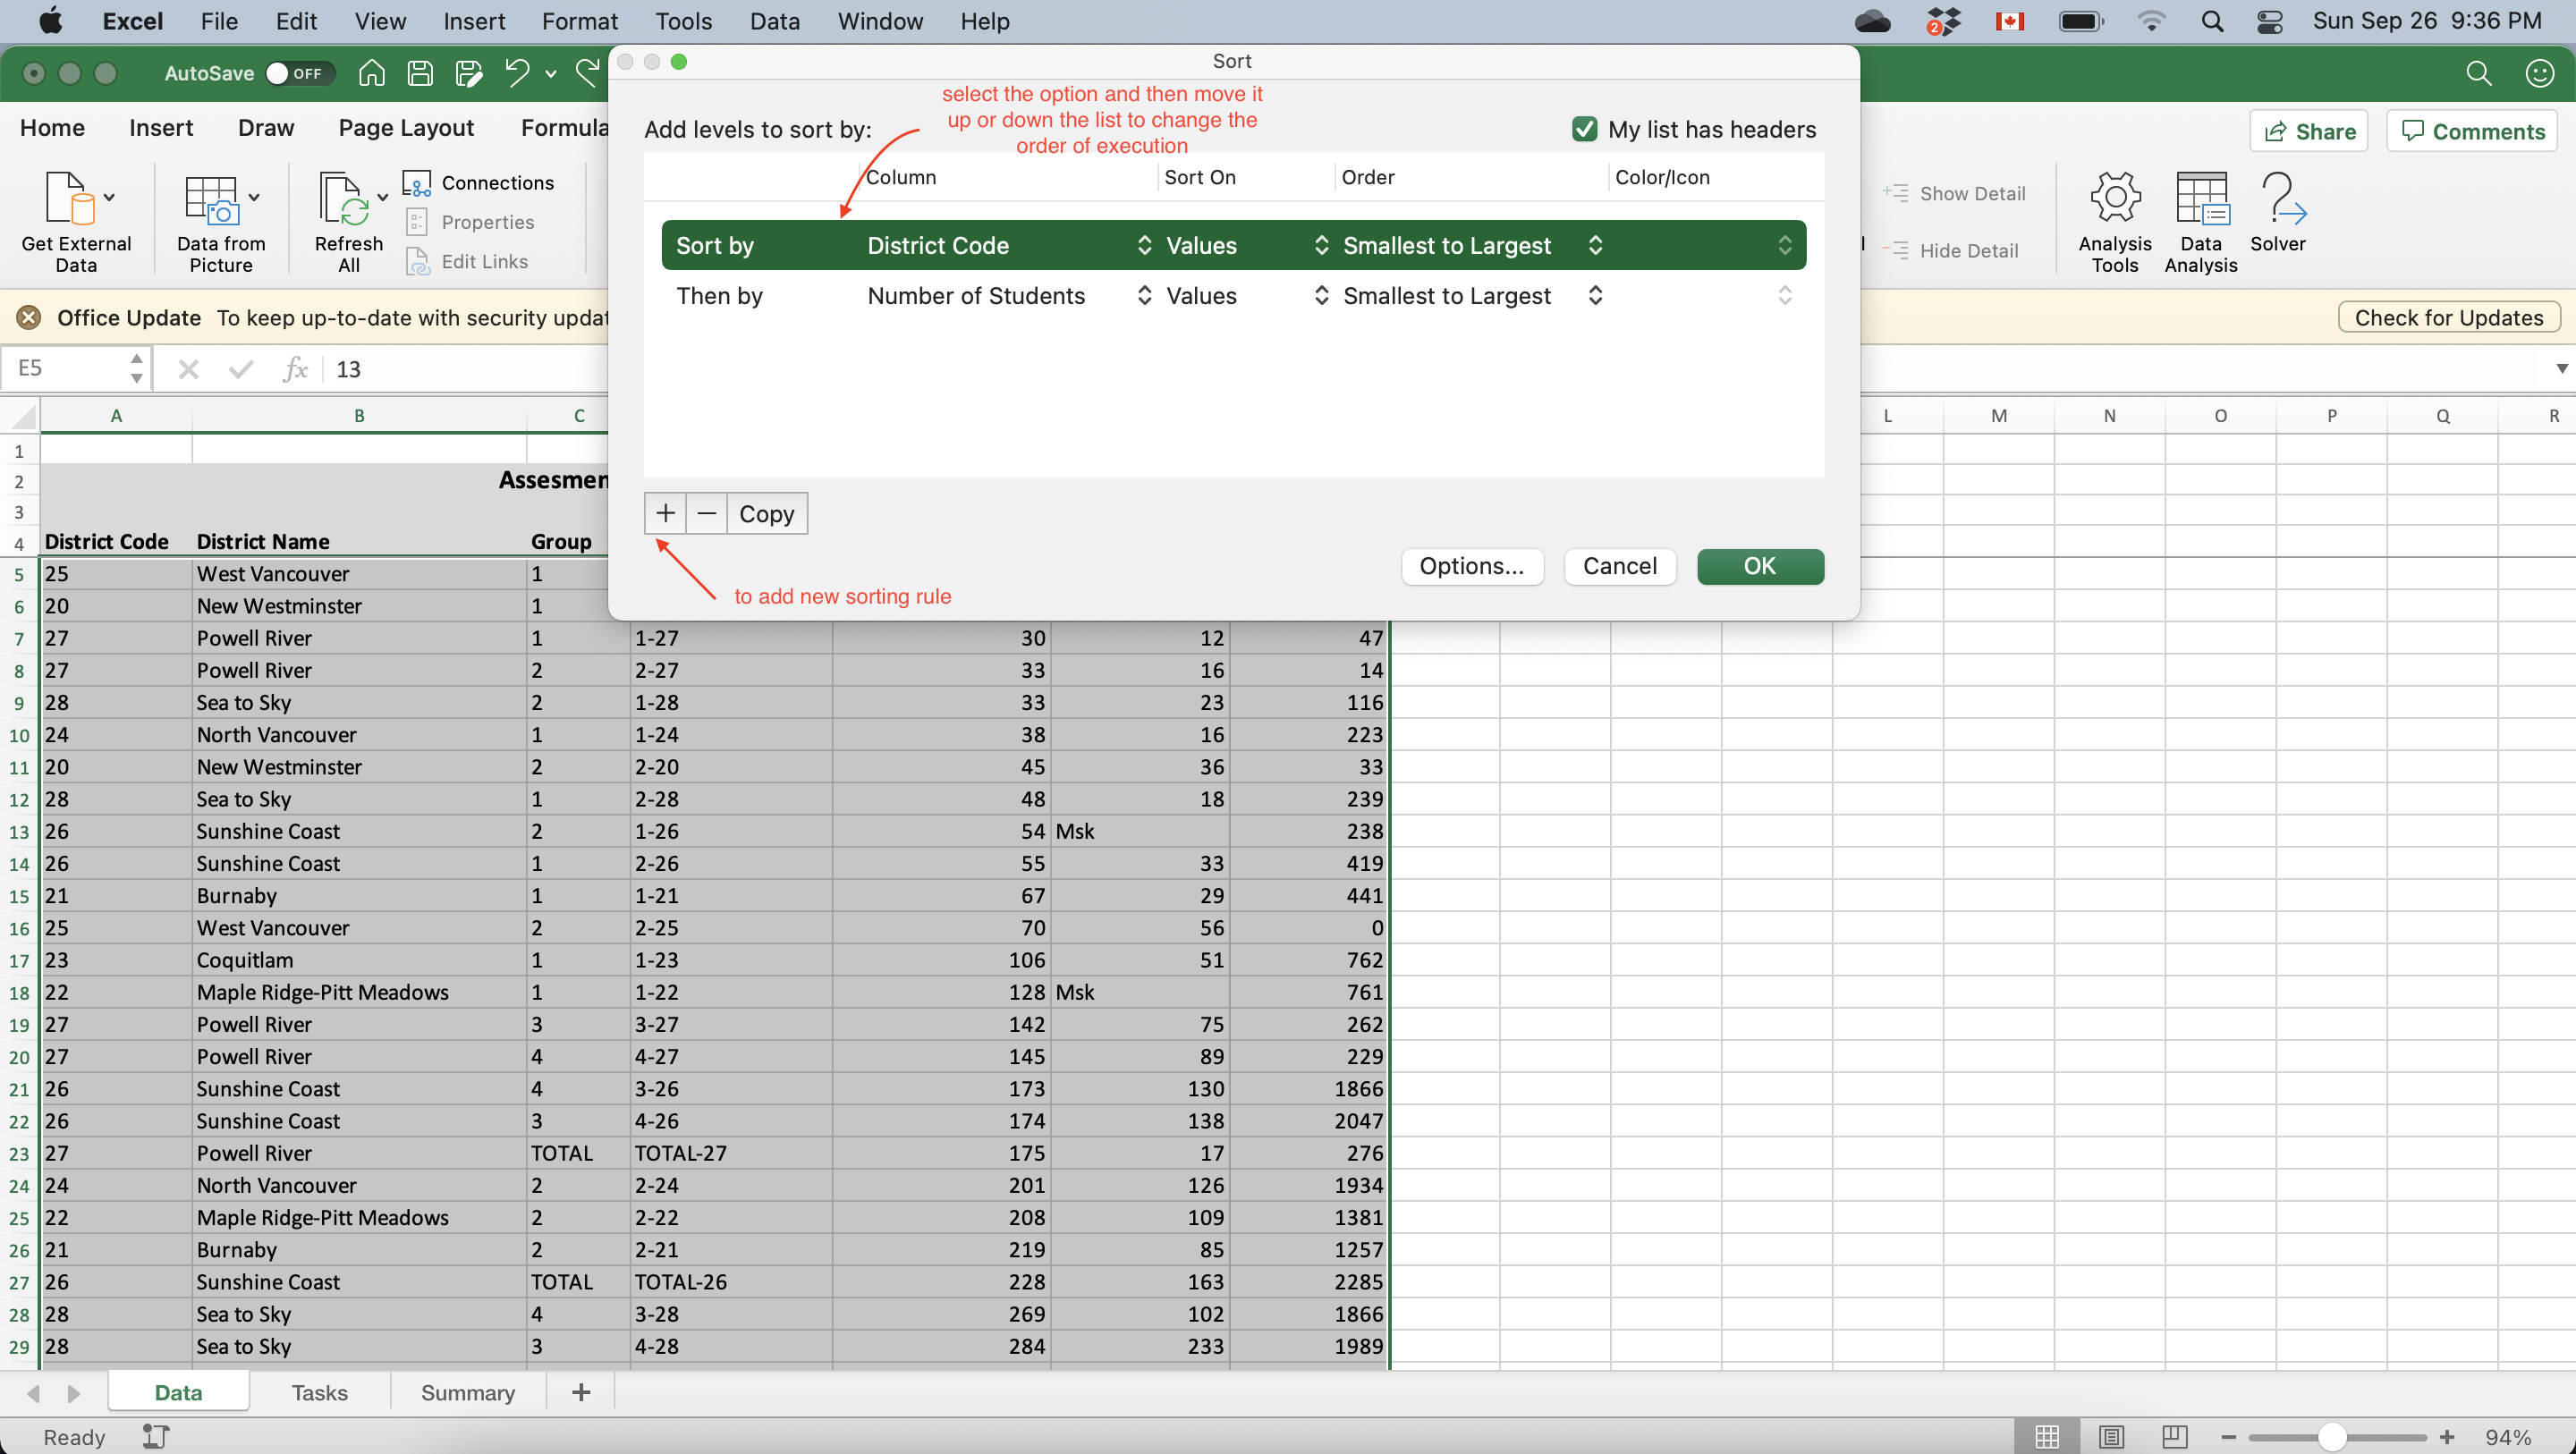 Excel File Edit View Insert Format Tools Data Window Help 2 Sun Sep 26 9:36 PM
AutoSave OFF
Sort
Home Insert Draw Page Layout Formula
Share Comments
select the option and then move it
up or down the list to change the
order of execution
Add levels to sort by:
My list has headers
Column Sort On Order Color/Icon
Sort by District Code Values Smallest to Largest
Then by Number of Students Values Smallest to Largest
+ − Copy
to add new sorting rule
Options... Cancel OK
Get External
Data
Data from
Picture
Refresh
All
Connections
Properties
Edit Links
Show Detail
Hide Detail
Analysis
Tools
Data
Analysis
Solver
Office Update To keep up-to-date with security updat
Check for Updates
E5 fx 13
A B C L M N O P Q R
1
2 Assesmen
3
4 District Code District Name Group
5 25 West Vancouver 1
6 20 New Westminster 1
7 27 Powell River 1 1-27 30 12 47
8 27 Powell River 2 2-27 33 16 14
9 28 Sea to Sky 2 1-28 33 23 116
10 24 North Vancouver 1 1-24 38 16 223
11 20 New Westminster 2 2-20 45 36 33
12 28 Sea to Sky 1 2-28 48 18 239
13 26 Sunshine Coast 2 1-26 54 Msk 238
14 26 Sunshine Coast 1 2-26 55 33 419
15 21 Burnaby 1 1-21 67 29 441
16 25 West Vancouver 2 2-25 70 56 0
17 23 Coquitlam 1 1-23 106 51 762
18 22 Maple Ridge-Pitt Meadows 1 1-22 128 Msk 761
19 27 Powell River 3 3-27 142 75 262
20 27 Powell River 4 4-27 145 89 229
21 26 Sunshine Coast 4 3-26 173 130 1866
22 26 Sunshine Coast 3 4-26 174 138 2047
23 27 Powell River TOTAL TOTAL-27 175 17 276
24 24 North Vancouver 2 2-24 201 126 1934
25 22 Maple Ridge-Pitt Meadows 2 2-22 208 109 1381
26 21 Burnaby 2 2-21 219 85 1257
27 26 Sunshine Coast TOTAL TOTAL-26 228 163 2285
28 28 Sea to Sky 4 3-28 269 102 1866
29 28 Sea to Sky 3 4-28 284 233 1989
Data Tasks Summary +
Ready − + 94%